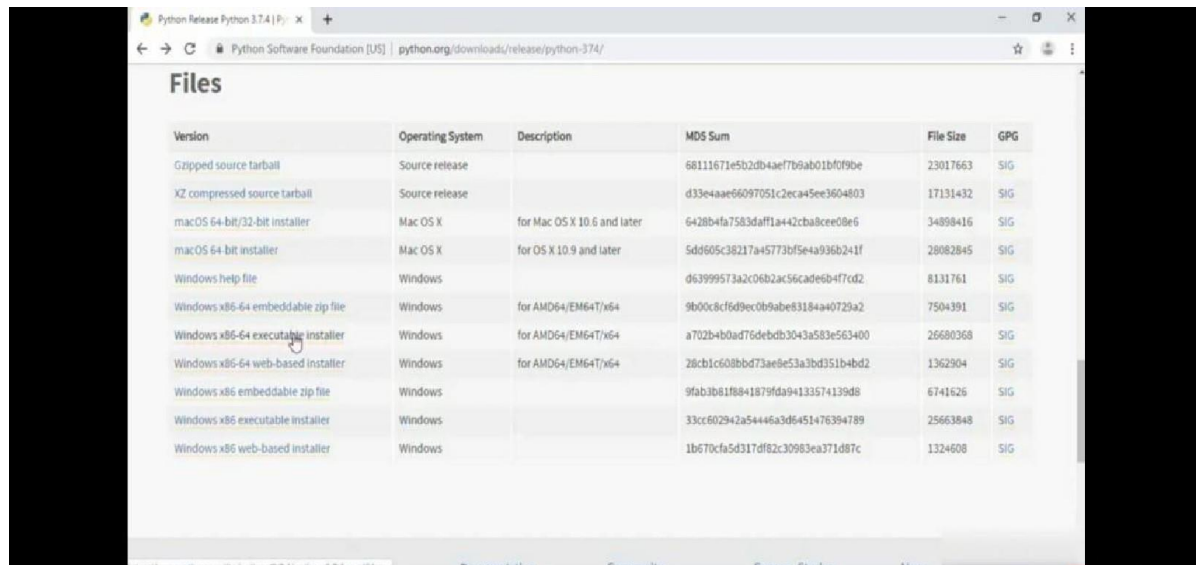 Python Release Python 3.7.4 | Py
Python Software Foundation [US] | python.org/downloads/release/python-374/
Files
Version Operating System Description MD5 Sum File Size GPG
Gzipped source tarball Source release 68111671e5b2db4aef7b9ab01bf0f9be 23017663 SIG
XZ compressed source tarball Source release d33e4aae66097051c2eca45ee3604803 17131432 SIG
macOS 64-bit/32-bit installer Mac OS X for Mac OS X 10.6 and later 6428b4fa7583daff1a442cba8cee08e6 34898416 SIG
macOS 64-bit installer Mac OS X for OS X 10.9 and later 5dd605c38217a45773bf5e4a936b241f 28082845 SIG
Windows help file Windows d63999573a2c06b2ac56cade6b4f7cd2 8131761 SIG
Windows x86-64 embeddable zip file Windows for AMD64/EM64T/x64 9b00c8cf6d9ec0b9abe83184a40729a2 7504391 SIG
Windows x86-64 executable installer Windows for AMD64/EM64T/x64 a702b4b0ad76debdb3043a583e563400 26680368 SIG
Windows x86-64 web-based installer Windows for AMD64/EM64T/x64 28cb1c608bbd73ae8e53a3bd351b4bd2 1362904 SIG
Windows x86 embeddable zip file Windows 9fab3b81f8841879fda94133574139d8 6741626 SIG
Windows x86 executable installer Windows 33cc602942a54446a3d6451476394789 25663848 SIG
Windows x86 web-based installer Windows 1b670cfa5d317df82c30983ea371d87c 1324608 SIG